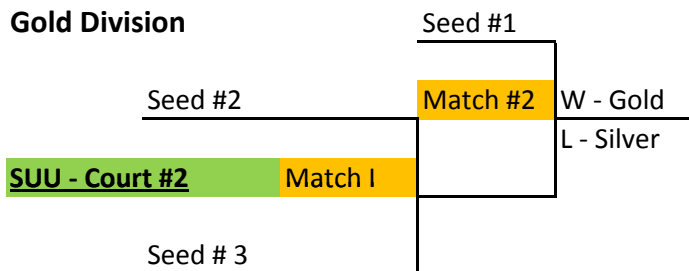 Gold Division
Seed #1
Seed #2
Match #2
W - Gold
L - Silver
SUU - Court #2
Match I
Seed # 3